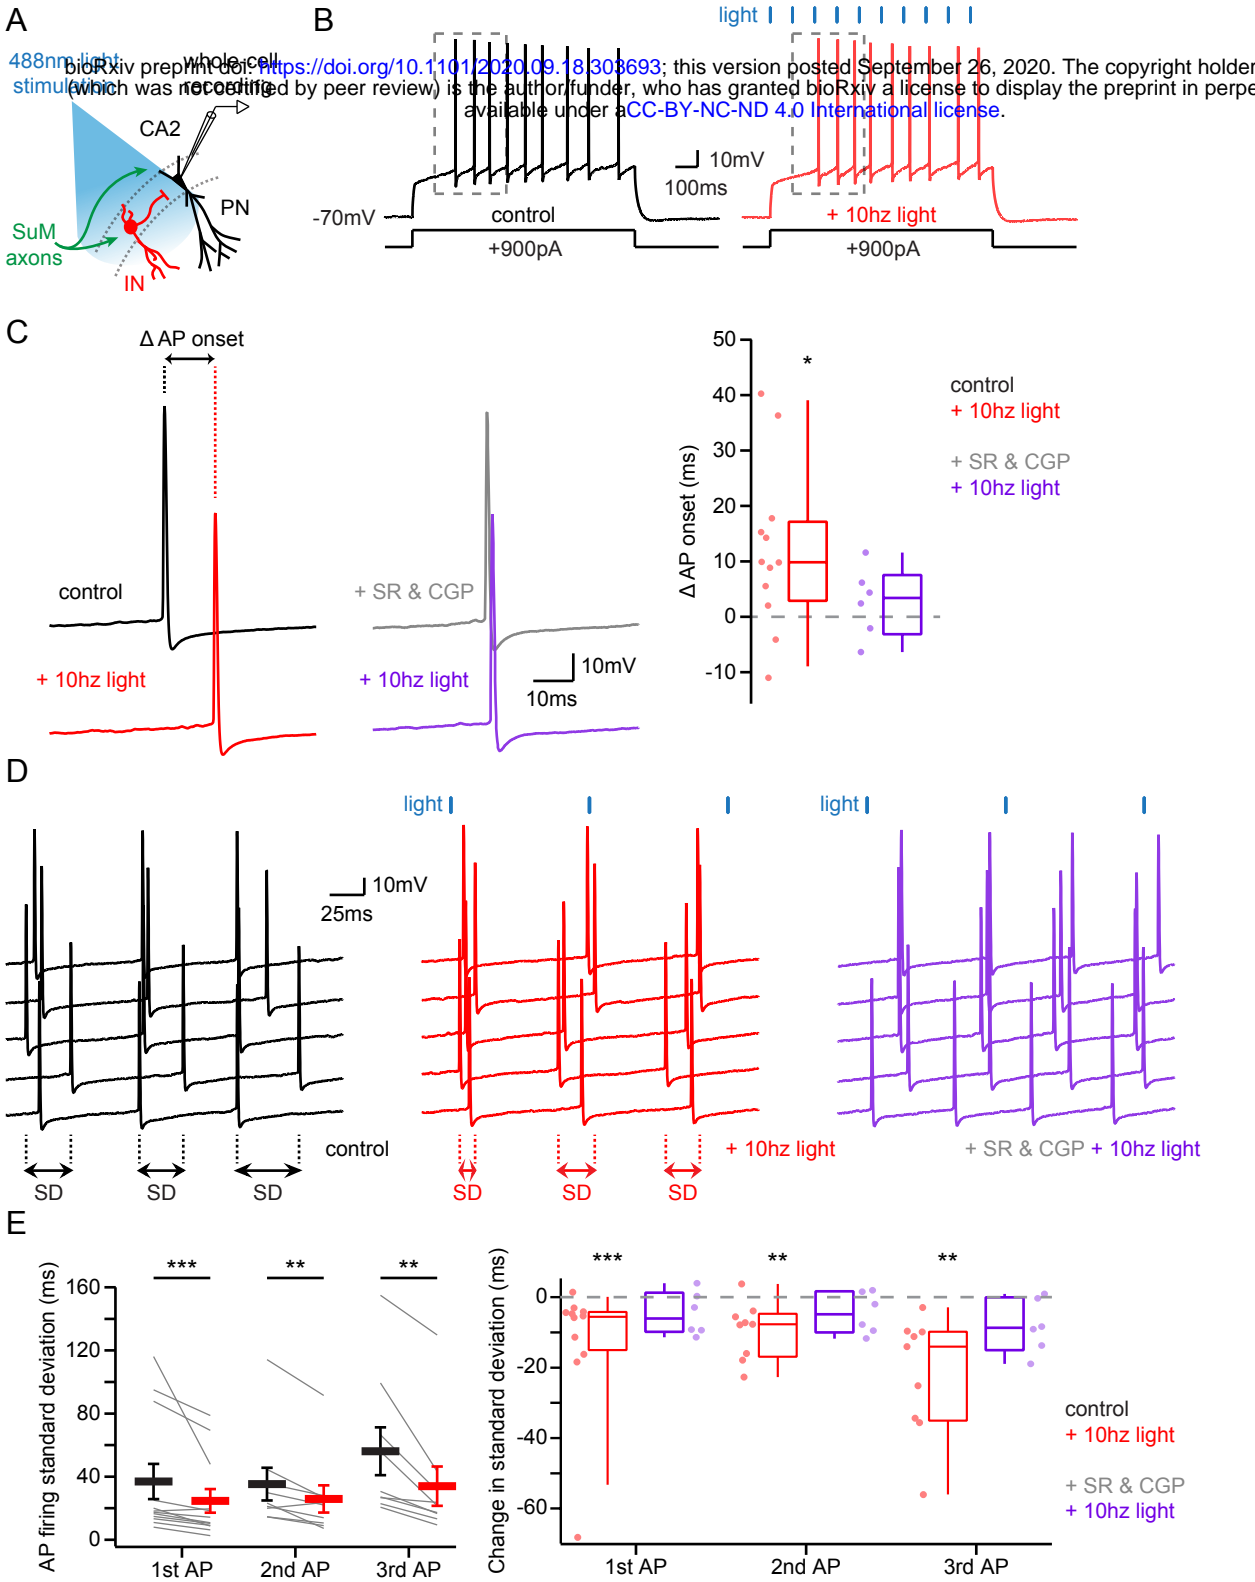 A
B
light
488nm light
stimulation
whole-cell
recording
bioRxiv preprint doi: https://doi.org/10.1101/2020.09.18.303693; this version posted September 26, 2020. The copyright holder
(which was not certified by peer review) is the author/funder, who has granted bioRxiv a license to display the preprint in perpe
available under aCC-BY-NC-ND 4.0 International license.
CA2
PN
SuM
axons
IN
10mV
100ms
-70mV
control
+ 10hz light
+900pA
+900pA
C
Δ AP onset
control
+ 10hz light
+ SR & CGP
+ 10hz light
10mV
10ms
Δ AP onset (ms)
50
40
30
20
10
0
-10
*
control
+ 10hz light
+ SR & CGP
+ 10hz light
D
light
light
10mV
25ms
control
+ 10hz light
+ SR & CGP + 10hz light
SD SD SD
SD SD SD
E
AP firing standard deviation (ms)
160
120
80
40
0
*** ** **
1st AP 2nd AP 3rd AP
Change in standard deviation (ms)
0
-20
-40
-60
*** ** **
1st AP 2nd AP 3rd AP
control
+ 10hz light
+ SR & CGP
+ 10hz light